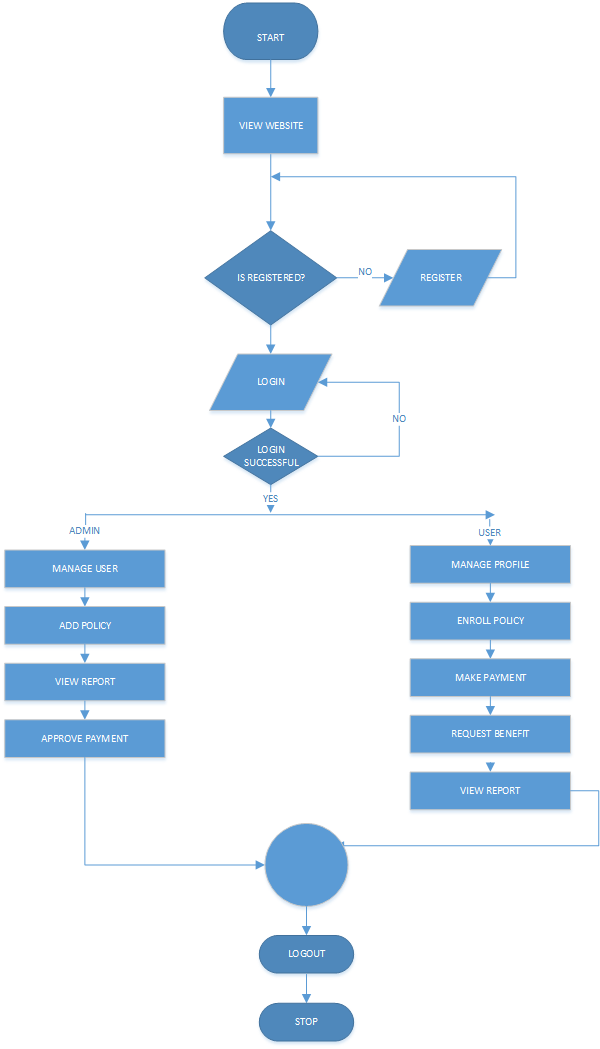 START
VIEW WEBSITE
IS REGISTERED?
NO
REGISTER
LOGIN
NO
LOGIN
SUCCESSFUL
YES
ADMIN
MANAGE USER
ADD POLICY
VIEW REPORT
APPROVE PAYMENT
USER
MANAGE PROFILE
ENROLL POLICY
MAKE PAYMENT
REQUEST BENEFIT
VIEW REPORT
LOGOUT
STOP